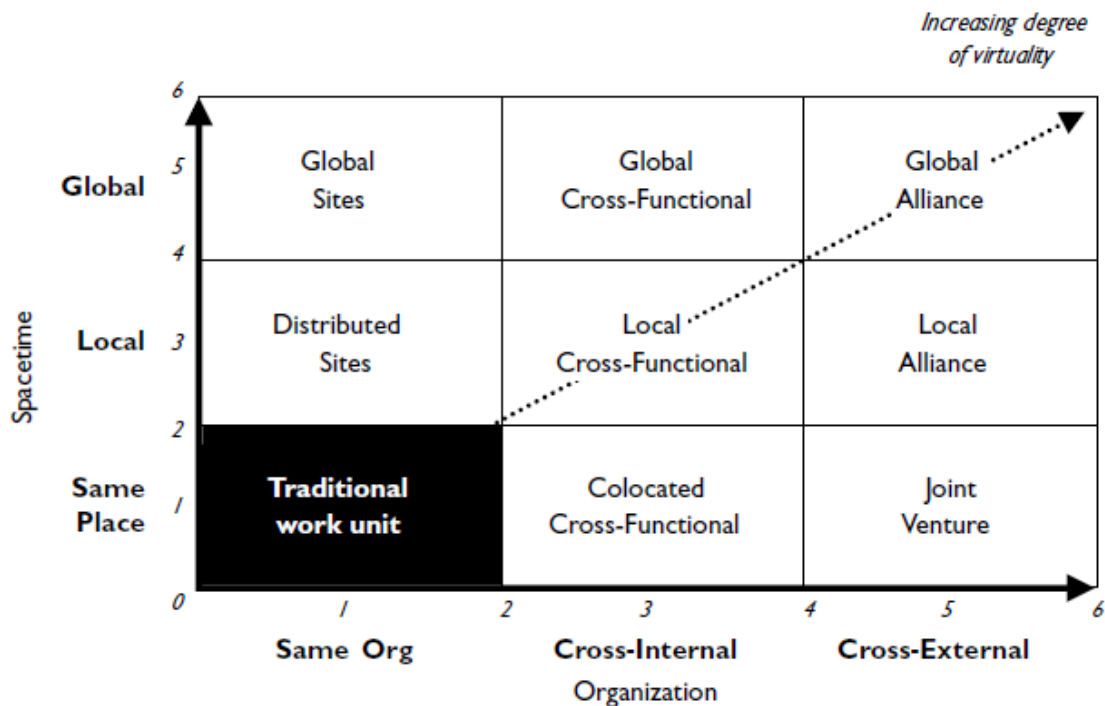 Increasing degree
of virtuality
6
Global
Sites
Global
Cross-Functional
Global
Alliance
5
Global
4
Distributed
Sites
Local
Cross-Functional
Local
Alliance
3
Local
Spacetime
2
Traditional
work unit
Colocated
Cross-Functional
Joint
Venture
Same
Place
1
0
1
2
3
4
5
6
Same Org
Cross-Internal
Cross-External
Organization